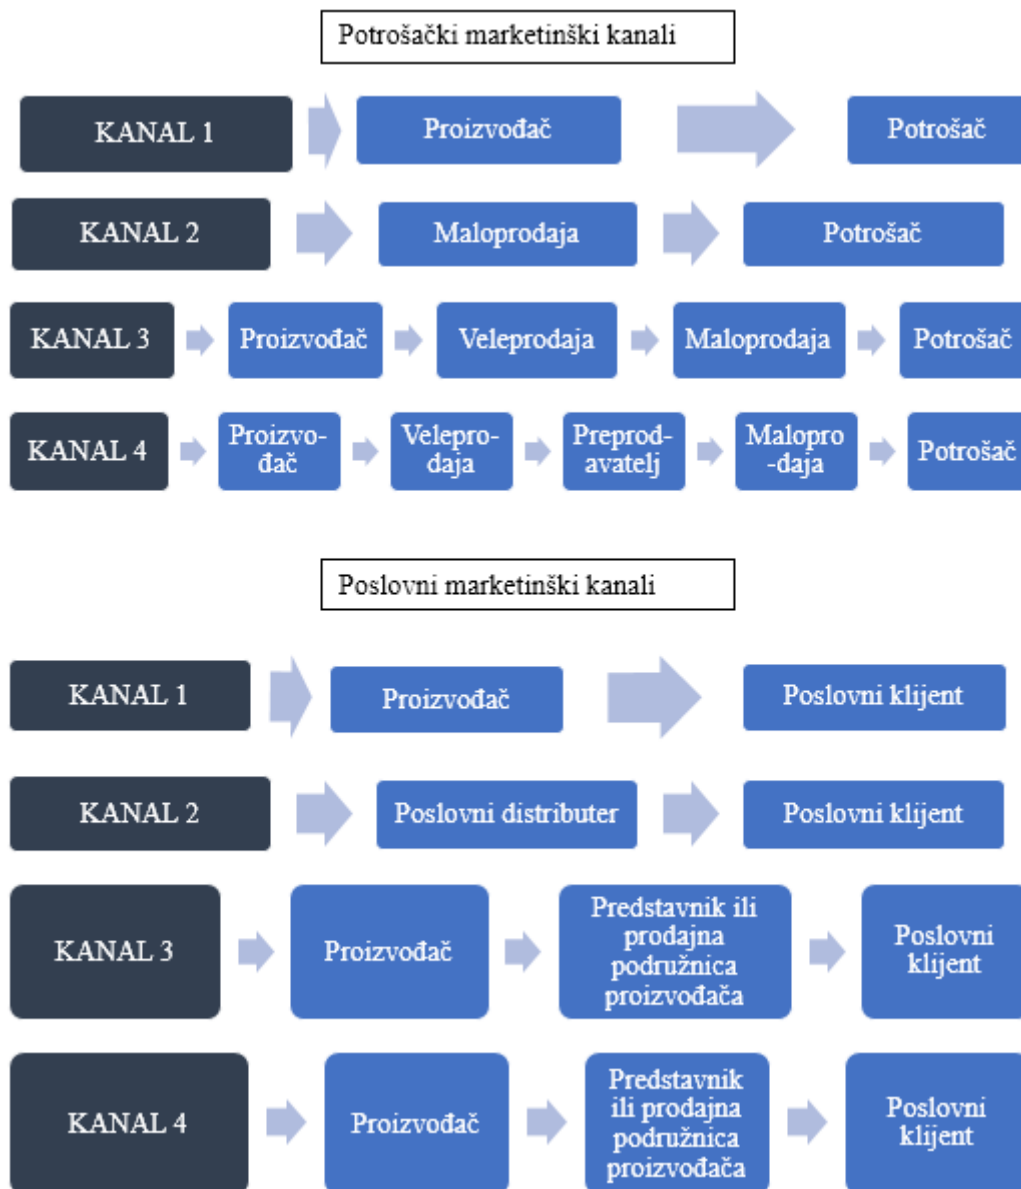 Potrošački marketinški kanali
KANAL 1
Proizvođač
Potrošač
KANAL 2
Maloprodaja
Potrošač
KANAL 3
Proizvođač
Veleprodaja
Maloprodaja
Potrošač
KANAL 4
Proizvo-
đač
Velepro-
daja
Preprod-
avatelj
Malopro
-daja
Potrošač
Poslovni marketinški kanali
KANAL 1
Proizvođač
Poslovni klijent
KANAL 2
Poslovni distributer
Poslovni klijent
KANAL 3
Proizvođač
Predstavnik ili
prodajna
podružnica
proizvođača
Poslovni
klijent
KANAL 4
Proizvođač
Predstavnik
ili prodajna
podružnica
proizvođača
Poslovni
klijent